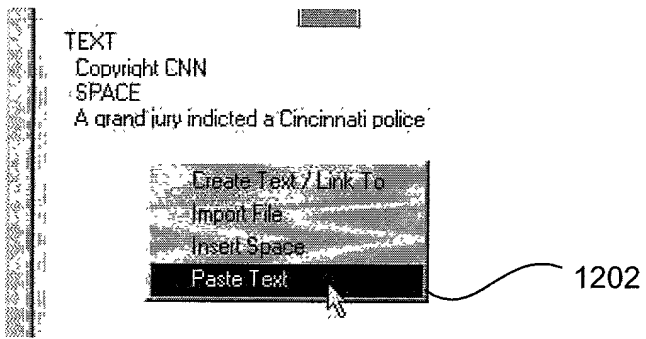 TEXT
Copyright CNN
SPACE
A grand jury indicted a Cincinnati police
Create Text / Link To
Import File
Insert Space
Paste Text
1202